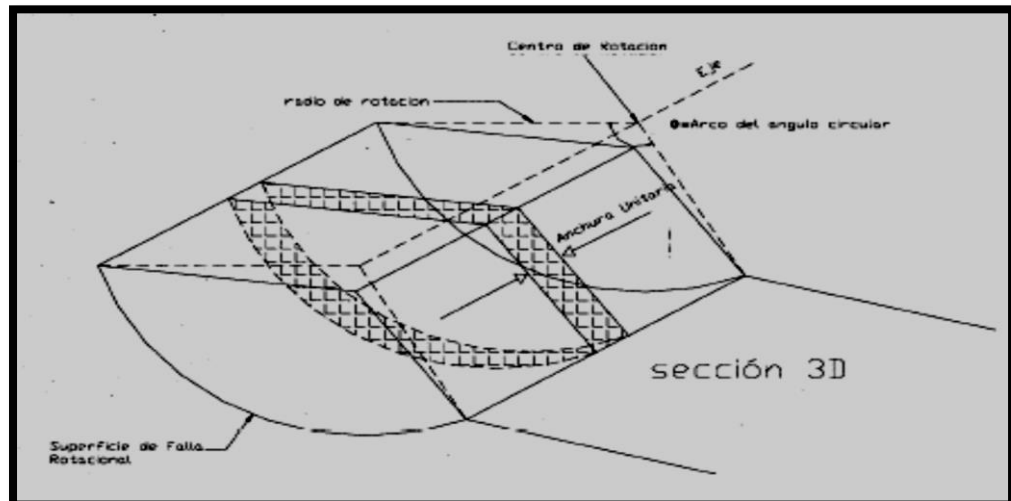 Centro de Rotacion
Eje
radio de rotacion
θ=Arco del angulo circular
Anchura Unitaria
sección 3D
Superficie de Falla
Rotacional